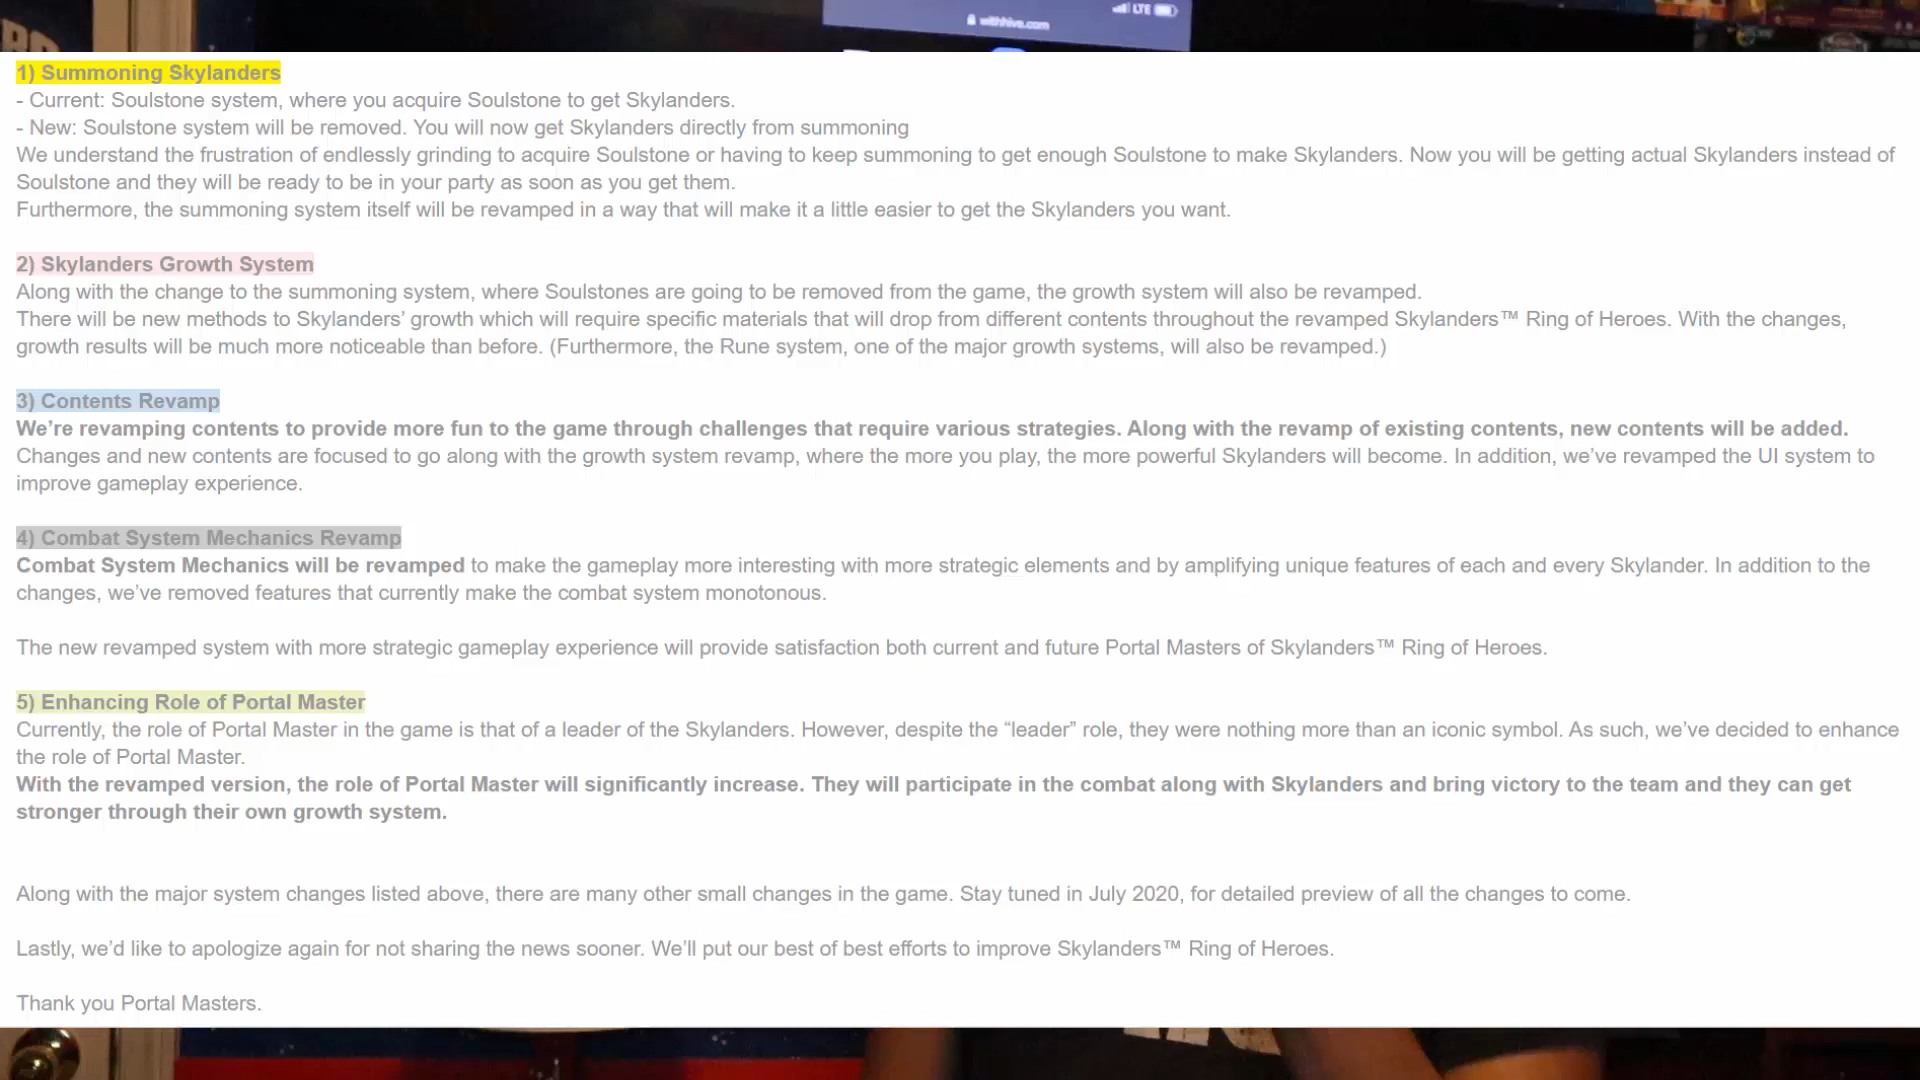 RD
LTE
withhive.com
1) Summoning Skylanders
- Current: Soulstone system, where you acquire Soulstone to get Skylanders.
- New: Soulstone system will be removed. You will now get Skylanders directly from summoning
We understand the frustration of endlessly grinding to acquire Soulstone or having to keep summoning to get enough Soulstone to make Skylanders. Now you will be getting actual Skylanders instead of
Soulstone and they will be ready to be in your party as soon as you get them.
Furthermore, the summoning system itself will be revamped in a way that will make it a little easier to get the Skylanders you want.
2) Skylanders Growth System
Along with the change to the summoning system, where Soulstones are going to be removed from the game, the growth system will also be revamped.
There will be new methods to Skylanders’ growth which will require specific materials that will drop from different contents throughout the revamped Skylanders™ Ring of Heroes. With the changes,
growth results will be much more noticeable than before. (Furthermore, the Rune system, one of the major growth systems, will also be revamped.)
3) Contents Revamp
We’re revamping contents to provide more fun to the game through challenges that require various strategies. Along with the revamp of existing contents, new contents will be added.
Changes and new contents are focused to go along with the growth system revamp, where the more you play, the more powerful Skylanders will become. In addition, we’ve revamped the UI system to
improve gameplay experience.
4) Combat System Mechanics Revamp
Combat System Mechanics will be revamped to make the gameplay more interesting with more strategic elements and by amplifying unique features of each and every Skylander. In addition to the
changes, we’ve removed features that currently make the combat system monotonous.
The new revamped system with more strategic gameplay experience will provide satisfaction both current and future Portal Masters of Skylanders™ Ring of Heroes.
5) Enhancing Role of Portal Master
Currently, the role of Portal Master in the game is that of a leader of the Skylanders. However, despite the “leader” role, they were nothing more than an iconic symbol. As such, we’ve decided to enhance
the role of Portal Master.
With the revamped version, the role of Portal Master will significantly increase. They will participate in the combat along with Skylanders and bring victory to the team and they can get
stronger through their own growth system.
Along with the major system changes listed above, there are many other small changes in the game. Stay tuned in July 2020, for detailed preview of all the changes to come.
Lastly, we’d like to apologize again for not sharing the news sooner. We’ll put our best of best efforts to improve Skylanders™ Ring of Heroes.
Thank you Portal Masters.